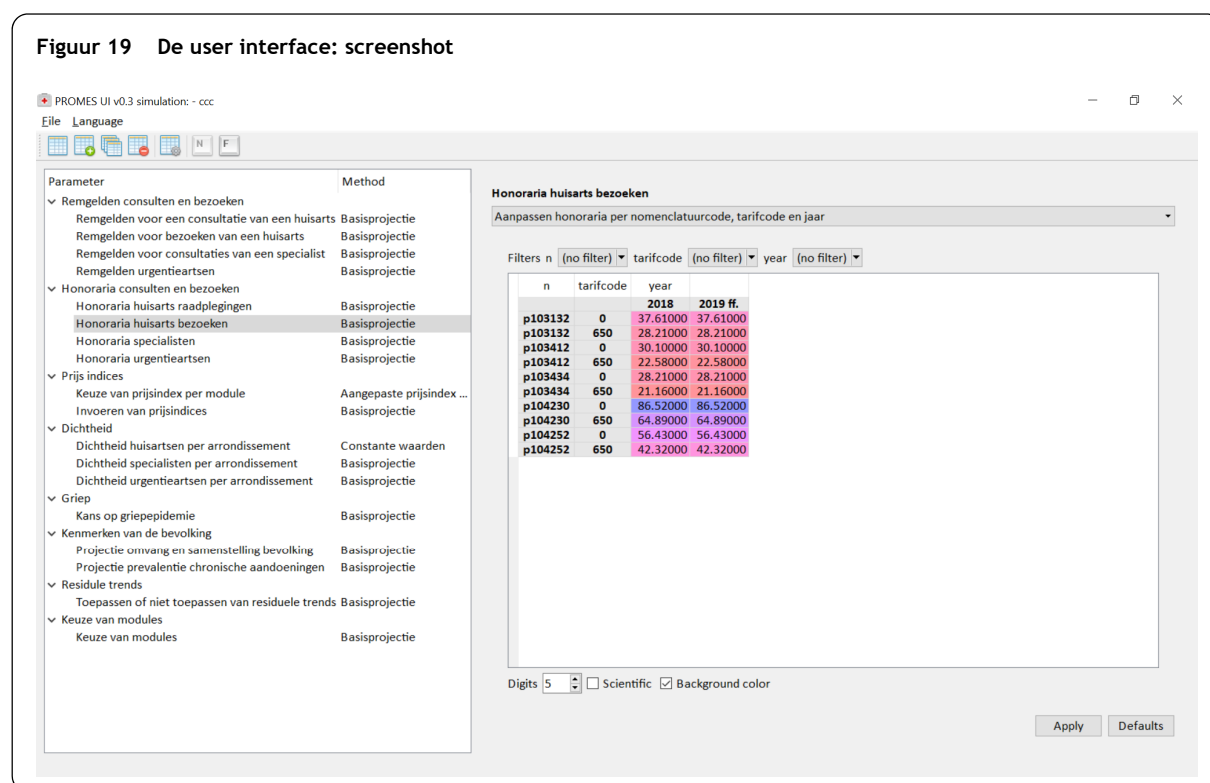 Figuur 19 De user interface: screenshot
PROMES UI v0.3 simulation: - ccc
File Language
N F
Parameter Method
Remgelden consulten en bezoeken
Remgelden voor een consultatie van een huisarts Basisprojectie
Remgelden voor bezoeken van een huisarts Basisprojectie
Remgelden voor consultaties van een specialist Basisprojectie
Remgelden urgentieartsen Basisprojectie
Honoraria consulten en bezoeken
Honoraria huisarts raadplegingen Basisprojectie
Honoraria huisarts bezoeken Basisprojectie
Honoraria specialisten Basisprojectie
Honoraria urgentieartsen Basisprojectie
Prijs indices
Keuze van prijsindex per module Aangepaste prijsindex ...
Invoeren van prijsindices Basisprojectie
Dichtheid
Dichtheid huisartsen per arrondissement Constante waarden
Dichtheid specialisten per arrondissement Basisprojectie
Dichtheid urgentieartsen per arrondissement Basisprojectie
Griep
Kans op griepepidemie Basisprojectie
Kenmerken van de bevolking
Projectie omvang en samenstelling bevolking Basisprojectie
Projectie prevalentie chronische aandoeningen Basisprojectie
Residule trends
Toepassen of niet toepassen van residuele trends Basisprojectie
Keuze van modules
Keuze van modules Basisprojectie
Honoraria huisarts bezoeken
Aanpassen honoraria per nomenclatuurcode, tarifcode en jaar
Filters n (no filter) tarifcode (no filter) year (no filter)
n tarifcode year
2018 2019 ff.
p103132 0 37.61000 37.61000
p103132 650 28.21000 28.21000
p103412 0 30.10000 30.10000
p103412 650 22.58000 22.58000
p103434 0 28.21000 28.21000
p103434 650 21.16000 21.16000
p104230 0 86.52000 86.52000
p104230 650 64.89000 64.89000
p104252 0 56.43000 56.43000
p104252 650 42.32000 42.32000
Digits 5 Scientific Background color
Apply Defaults